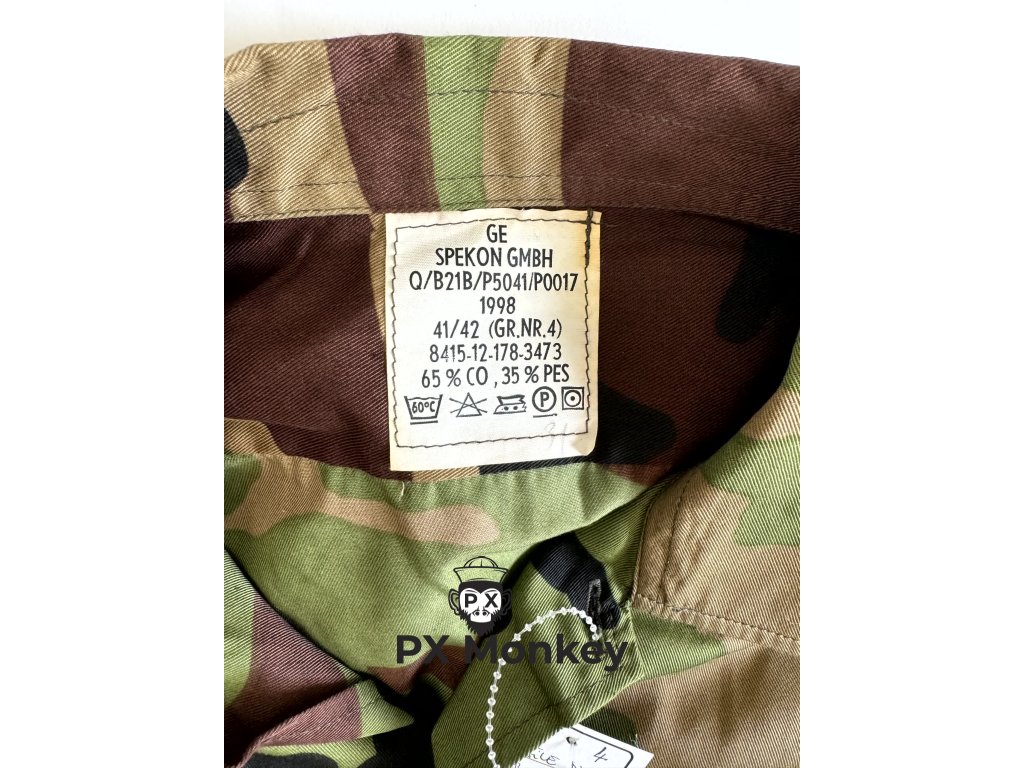 GE
SPEKON GMBH
Q/B21B/P5041/P0017
1998
41/42 (GR.NR.4)
8415-12-178-3473
65 % CO , 35 % PES
60°C P
PX
PX Monkey
4